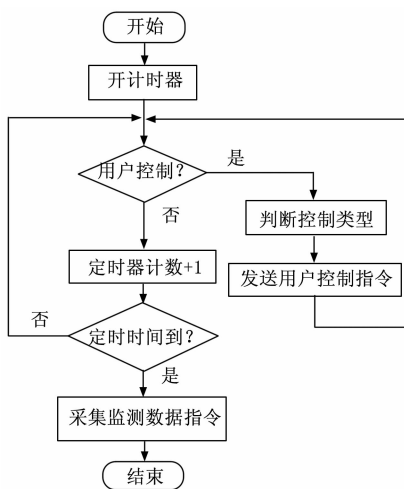 开始
开计时器
用户控制?
是
否
判断控制类型
定时器计数+1
发送用户控制指令
否
定时时间到?
是
采集监测数据指令
结束